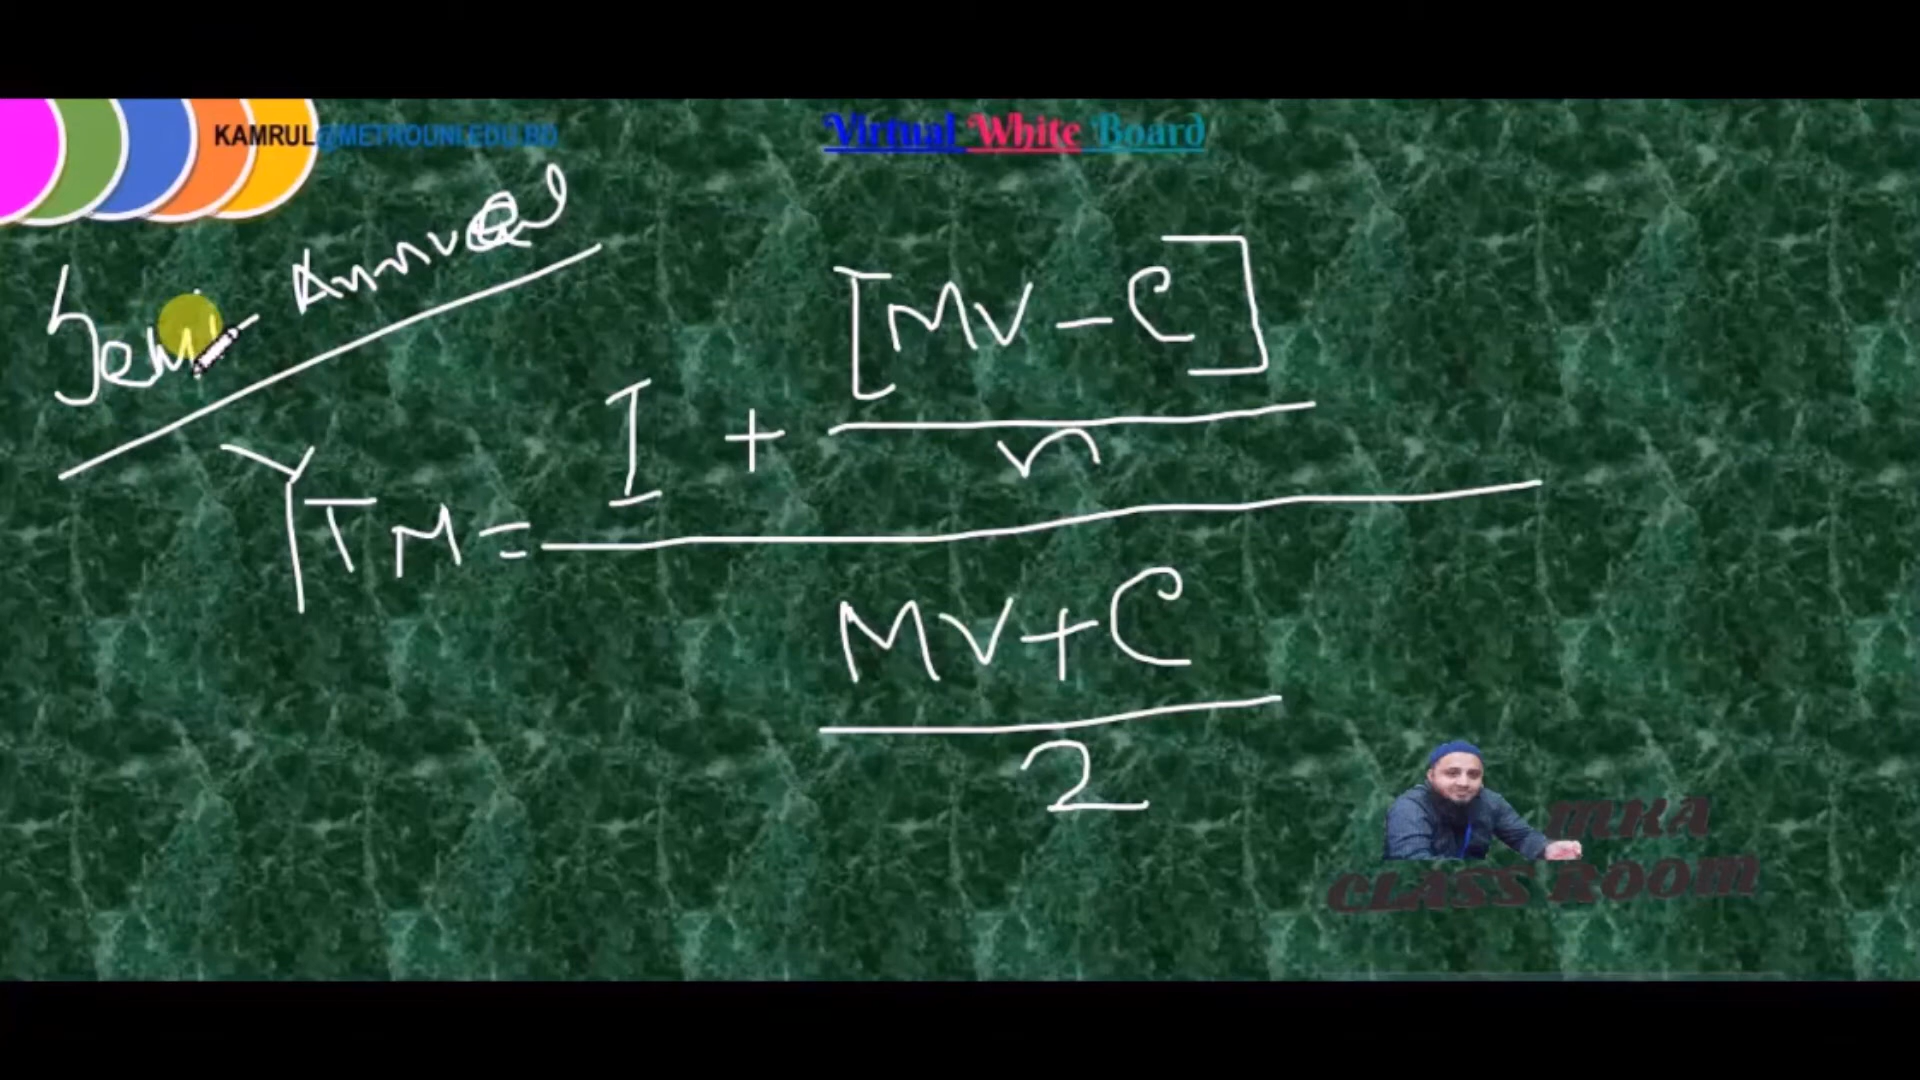 KAMRUL@METROUNI.EDU.BD
Virtual White Board
Semi-Annual
[MV-C]
I + n
YTM=
MV+C
2
MKA
CLASS ROOM